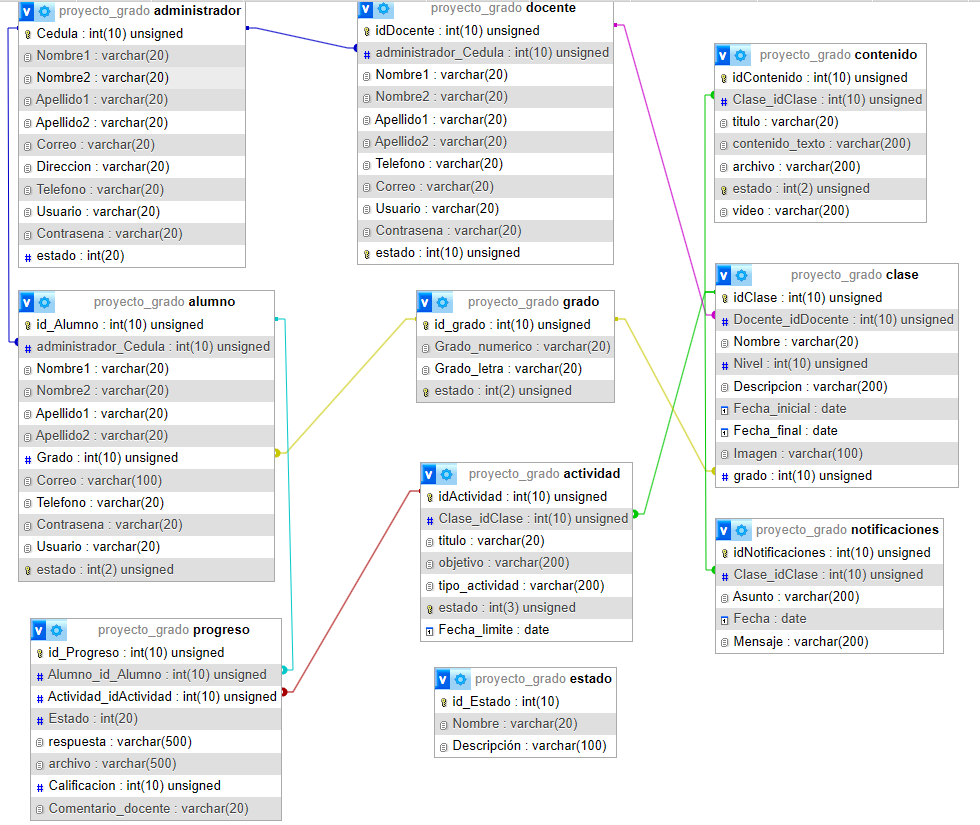 proyecto_grado administrador
Cedula : int(10) unsigned
Nombre1 : varchar(20)
Nombre2 : varchar(20)
Apellido1 : varchar(20)
Apellido2 : varchar(20)
Correo : varchar(20)
Direccion : varchar(20)
Telefono : varchar(20)
Usuario : varchar(20)
Contrasena : varchar(20)
# estado : int(20)
proyecto_grado docente
idDocente : int(10) unsigned
# administrador_Cedula : int(10) unsigned
Nombre1 : varchar(20)
Nombre2 : varchar(20)
Apellido1 : varchar(20)
Apellido2 : varchar(20)
Telefono : varchar(20)
Correo : varchar(20)
Usuario : varchar(20)
Contrasena : varchar(20)
estado : int(10) unsigned
proyecto_grado contenido
idContenido : int(10) unsigned
# Clase_idClase : int(10) unsigned
titulo : varchar(20)
contenido_texto : varchar(200)
archivo : varchar(200)
estado : int(2) unsigned
video : varchar(200)
proyecto_grado alumno
id_Alumno : int(10) unsigned
# administrador_Cedula : int(10) unsigned
Nombre1 : varchar(20)
Nombre2 : varchar(20)
Apellido1 : varchar(20)
Apellido2 : varchar(20)
# Grado : int(10) unsigned
Correo : varchar(100)
Telefono : varchar(20)
Contrasena : varchar(20)
Usuario : varchar(20)
estado : int(2) unsigned
proyecto_grado grado
id_grado : int(10) unsigned
Grado_numerico : varchar(20)
Grado_letra : varchar(20)
estado : int(2) unsigned
proyecto_grado clase
idClase : int(10) unsigned
# Docente_idDocente : int(10) unsigned
Nombre : varchar(20)
# Nivel : int(10) unsigned
Descripcion : varchar(200)
Fecha_inicial : date
Fecha_final : date
Imagen : varchar(100)
# grado : int(10) unsigned
proyecto_grado actividad
idActividad : int(10) unsigned
# Clase_idClase : int(10) unsigned
titulo : varchar(20)
objetivo : varchar(200)
tipo_actividad : varchar(200)
estado : int(3) unsigned
Fecha_limite : date
proyecto_grado notificaciones
idNotificaciones : int(10) unsigned
# Clase_idClase : int(10) unsigned
Asunto : varchar(200)
Fecha : date
Mensaje : varchar(200)
proyecto_grado progreso
id_Progreso : int(10) unsigned
# Alumno_id_Alumno : int(10) unsigned
# Actividad_idActividad : int(10) unsigned
# Estado : int(20)
respuesta : varchar(500)
archivo : varchar(500)
# Calificacion : int(10) unsigned
Comentario_docente : varchar(20)
proyecto_grado estado
id_Estado : int(10)
Nombre : varchar(20)
Descripción : varchar(100)